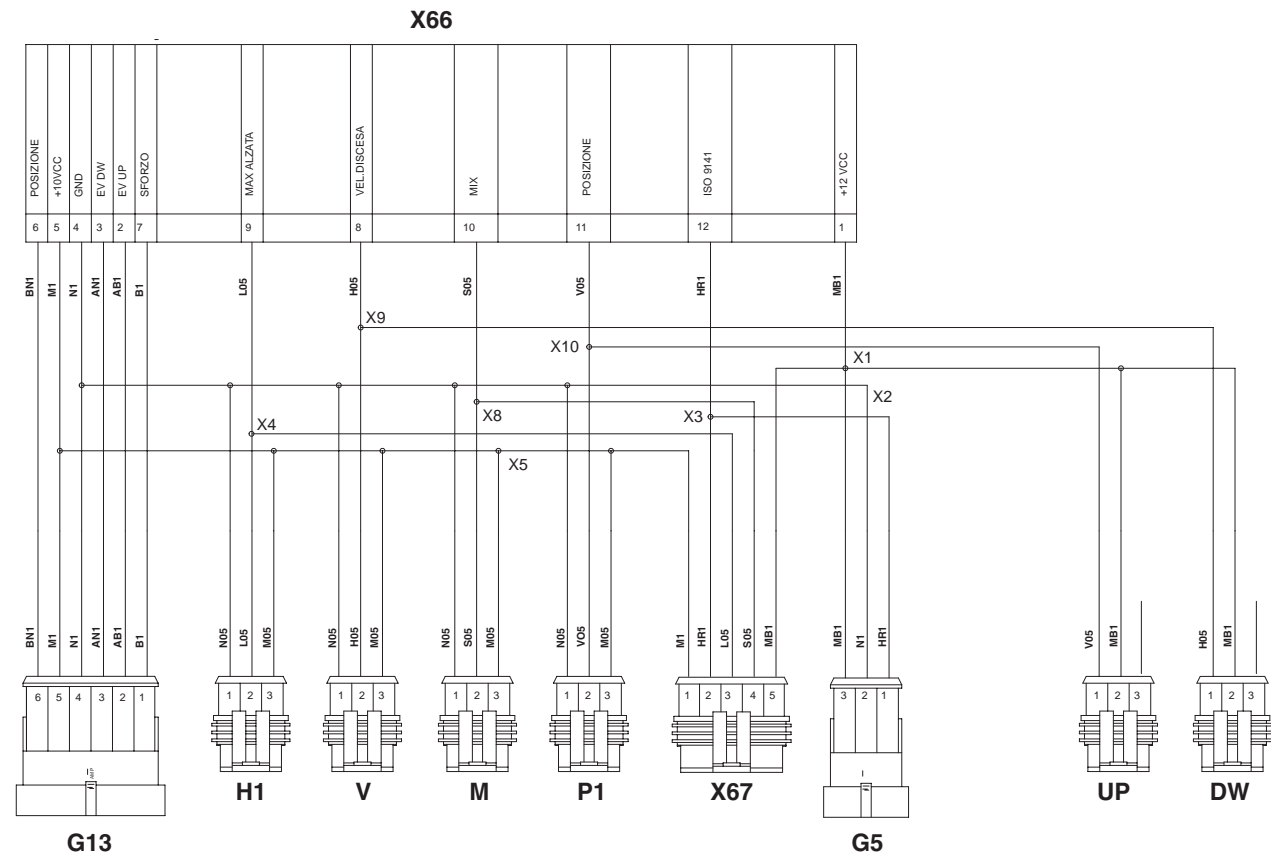 X66
POSIZIONE
+10VCC
GND
EV DW
EV UP
SFORZO
MAX ALZATA
VEL.DISCESA
MIX
POSIZIONE
ISO 9141
+12 VCC
6 5 4 3 2 7 9 8 10 11 12 1
BN1 M1 N1 AN1 AB1 B1 L05 H05 S05 V05 HR1 MB1
X9
X10
X1
X2
X8
X3
X4
X5
BN1 M1 N1 AN1 AB1 B1
N05 L05 M05
N05 H05 M05
N05 S05 M05
N05 VO5 M05
M1 HR1 L05 S05 MB1
MB1 N1 HR1
V05 MB1
H05 MB1
6 5 4 3 2 1
1 2 3
1 2 3
1 2 3
1 2 3
1 2 3 4 5
3 2 1
1 2 3
1 2 3
AMP
H1
V
M
P1
X67
UP
DW
G13
G5